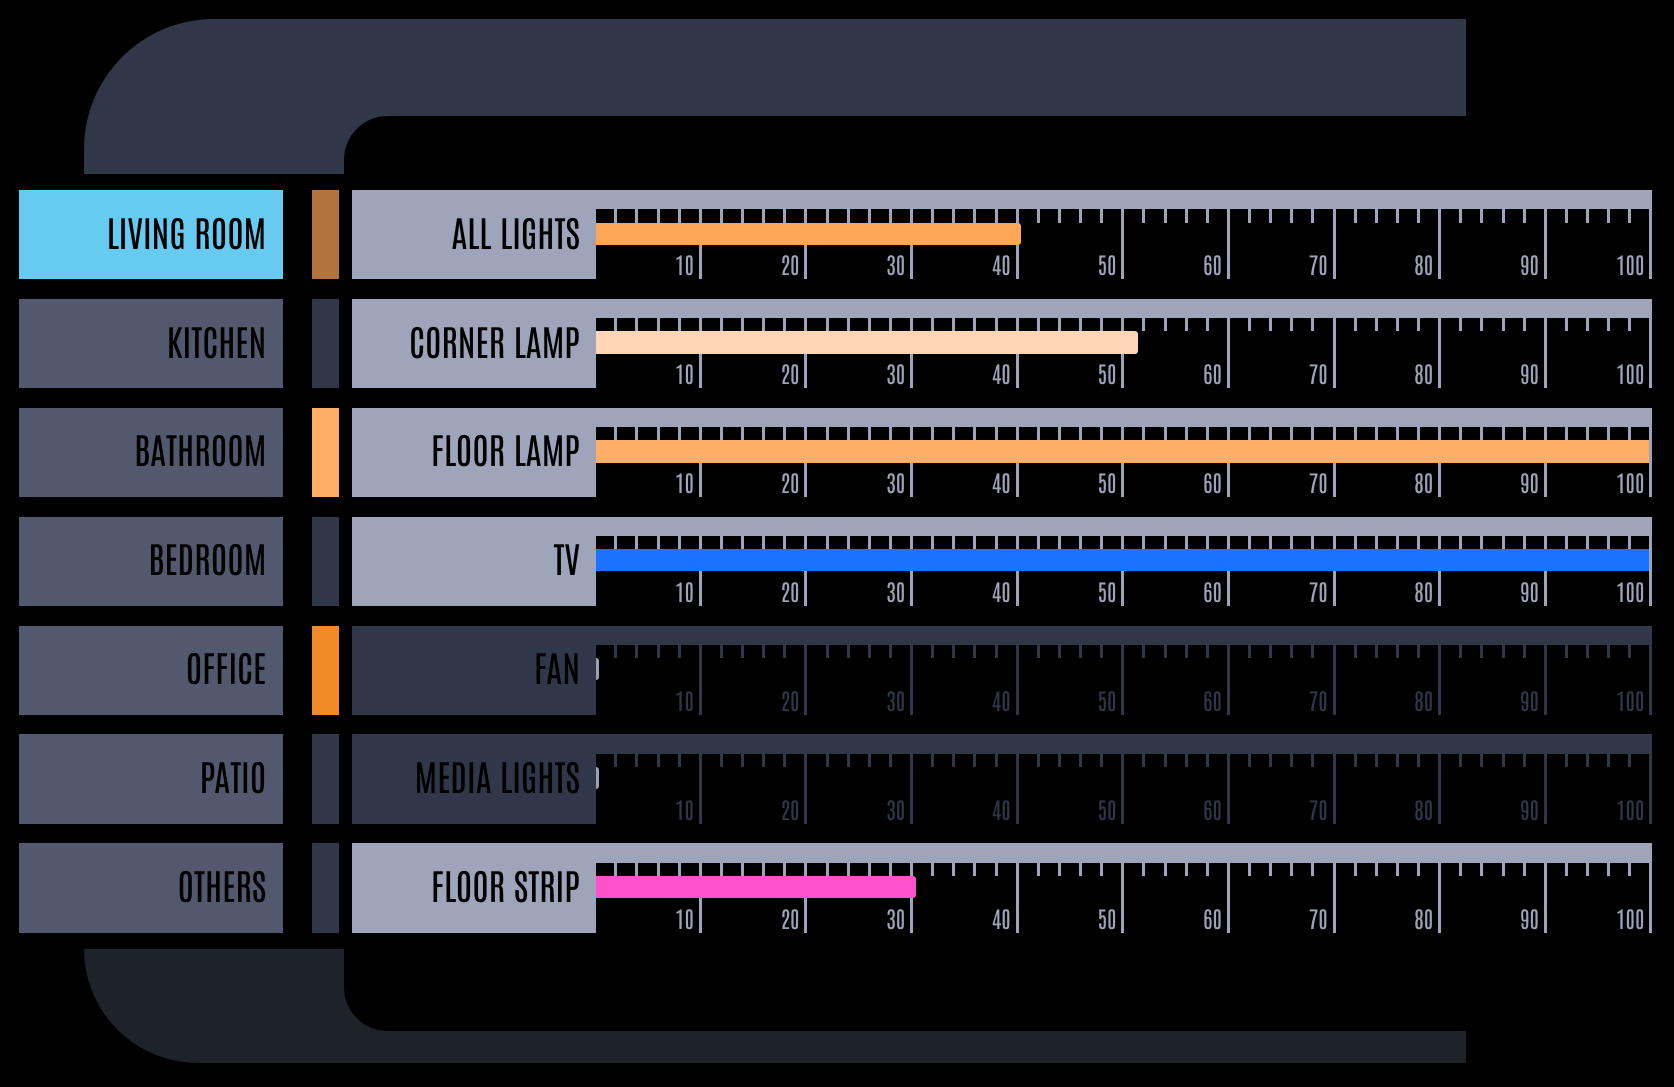 LIVING ROOM
ALL LIGHTS
10 20 30 40 50 60 70 80 90 100
KITCHEN
CORNER LAMP
10 20 30 40 50 60 70 80 90 100
BATHROOM
FLOOR LAMP
10 20 30 40 50 60 70 80 90 100
BEDROOM
TV
10 20 30 40 50 60 70 80 90 100
OFFICE
FAN
10 20 30 40 50 60 70 80 90 100
PATIO
MEDIA LIGHTS
10 20 30 40 50 60 70 80 90 100
OTHERS
FLOOR STRIP
10 20 30 40 50 60 70 80 90 100